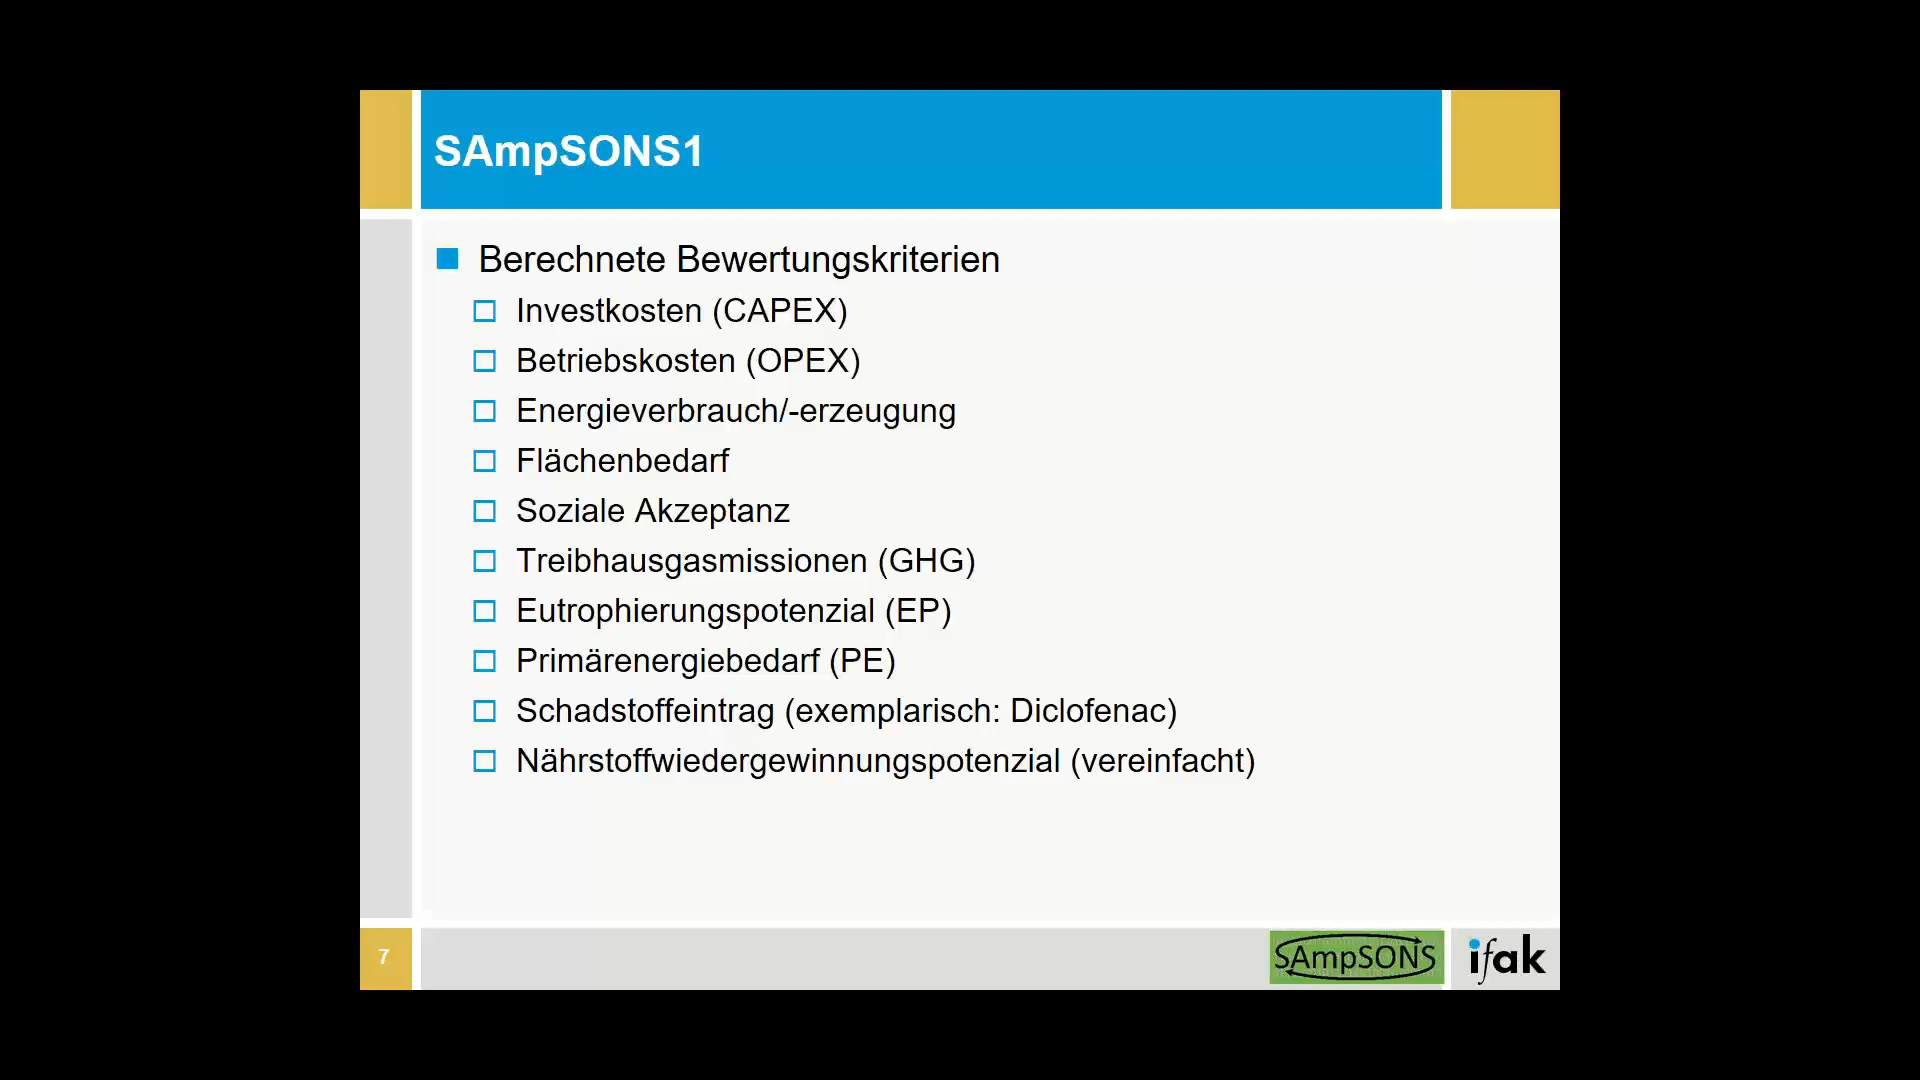 SAmpSONS1
Berechnete Bewertungskriterien
Investkosten (CAPEX)
Betriebskosten (OPEX)
Energieverbrauch/-erzeugung
Flächenbedarf
Soziale Akzeptanz
Treibhausgasmissionen (GHG)
Eutrophierungspotenzial (EP)
Primärenergiebedarf (PE)
Schadstoffeintrag (exemplarisch: Diclofenac)
Nährstoffwiedergewinnungspotenzial (vereinfacht)
7
SAmpSONS
ifak